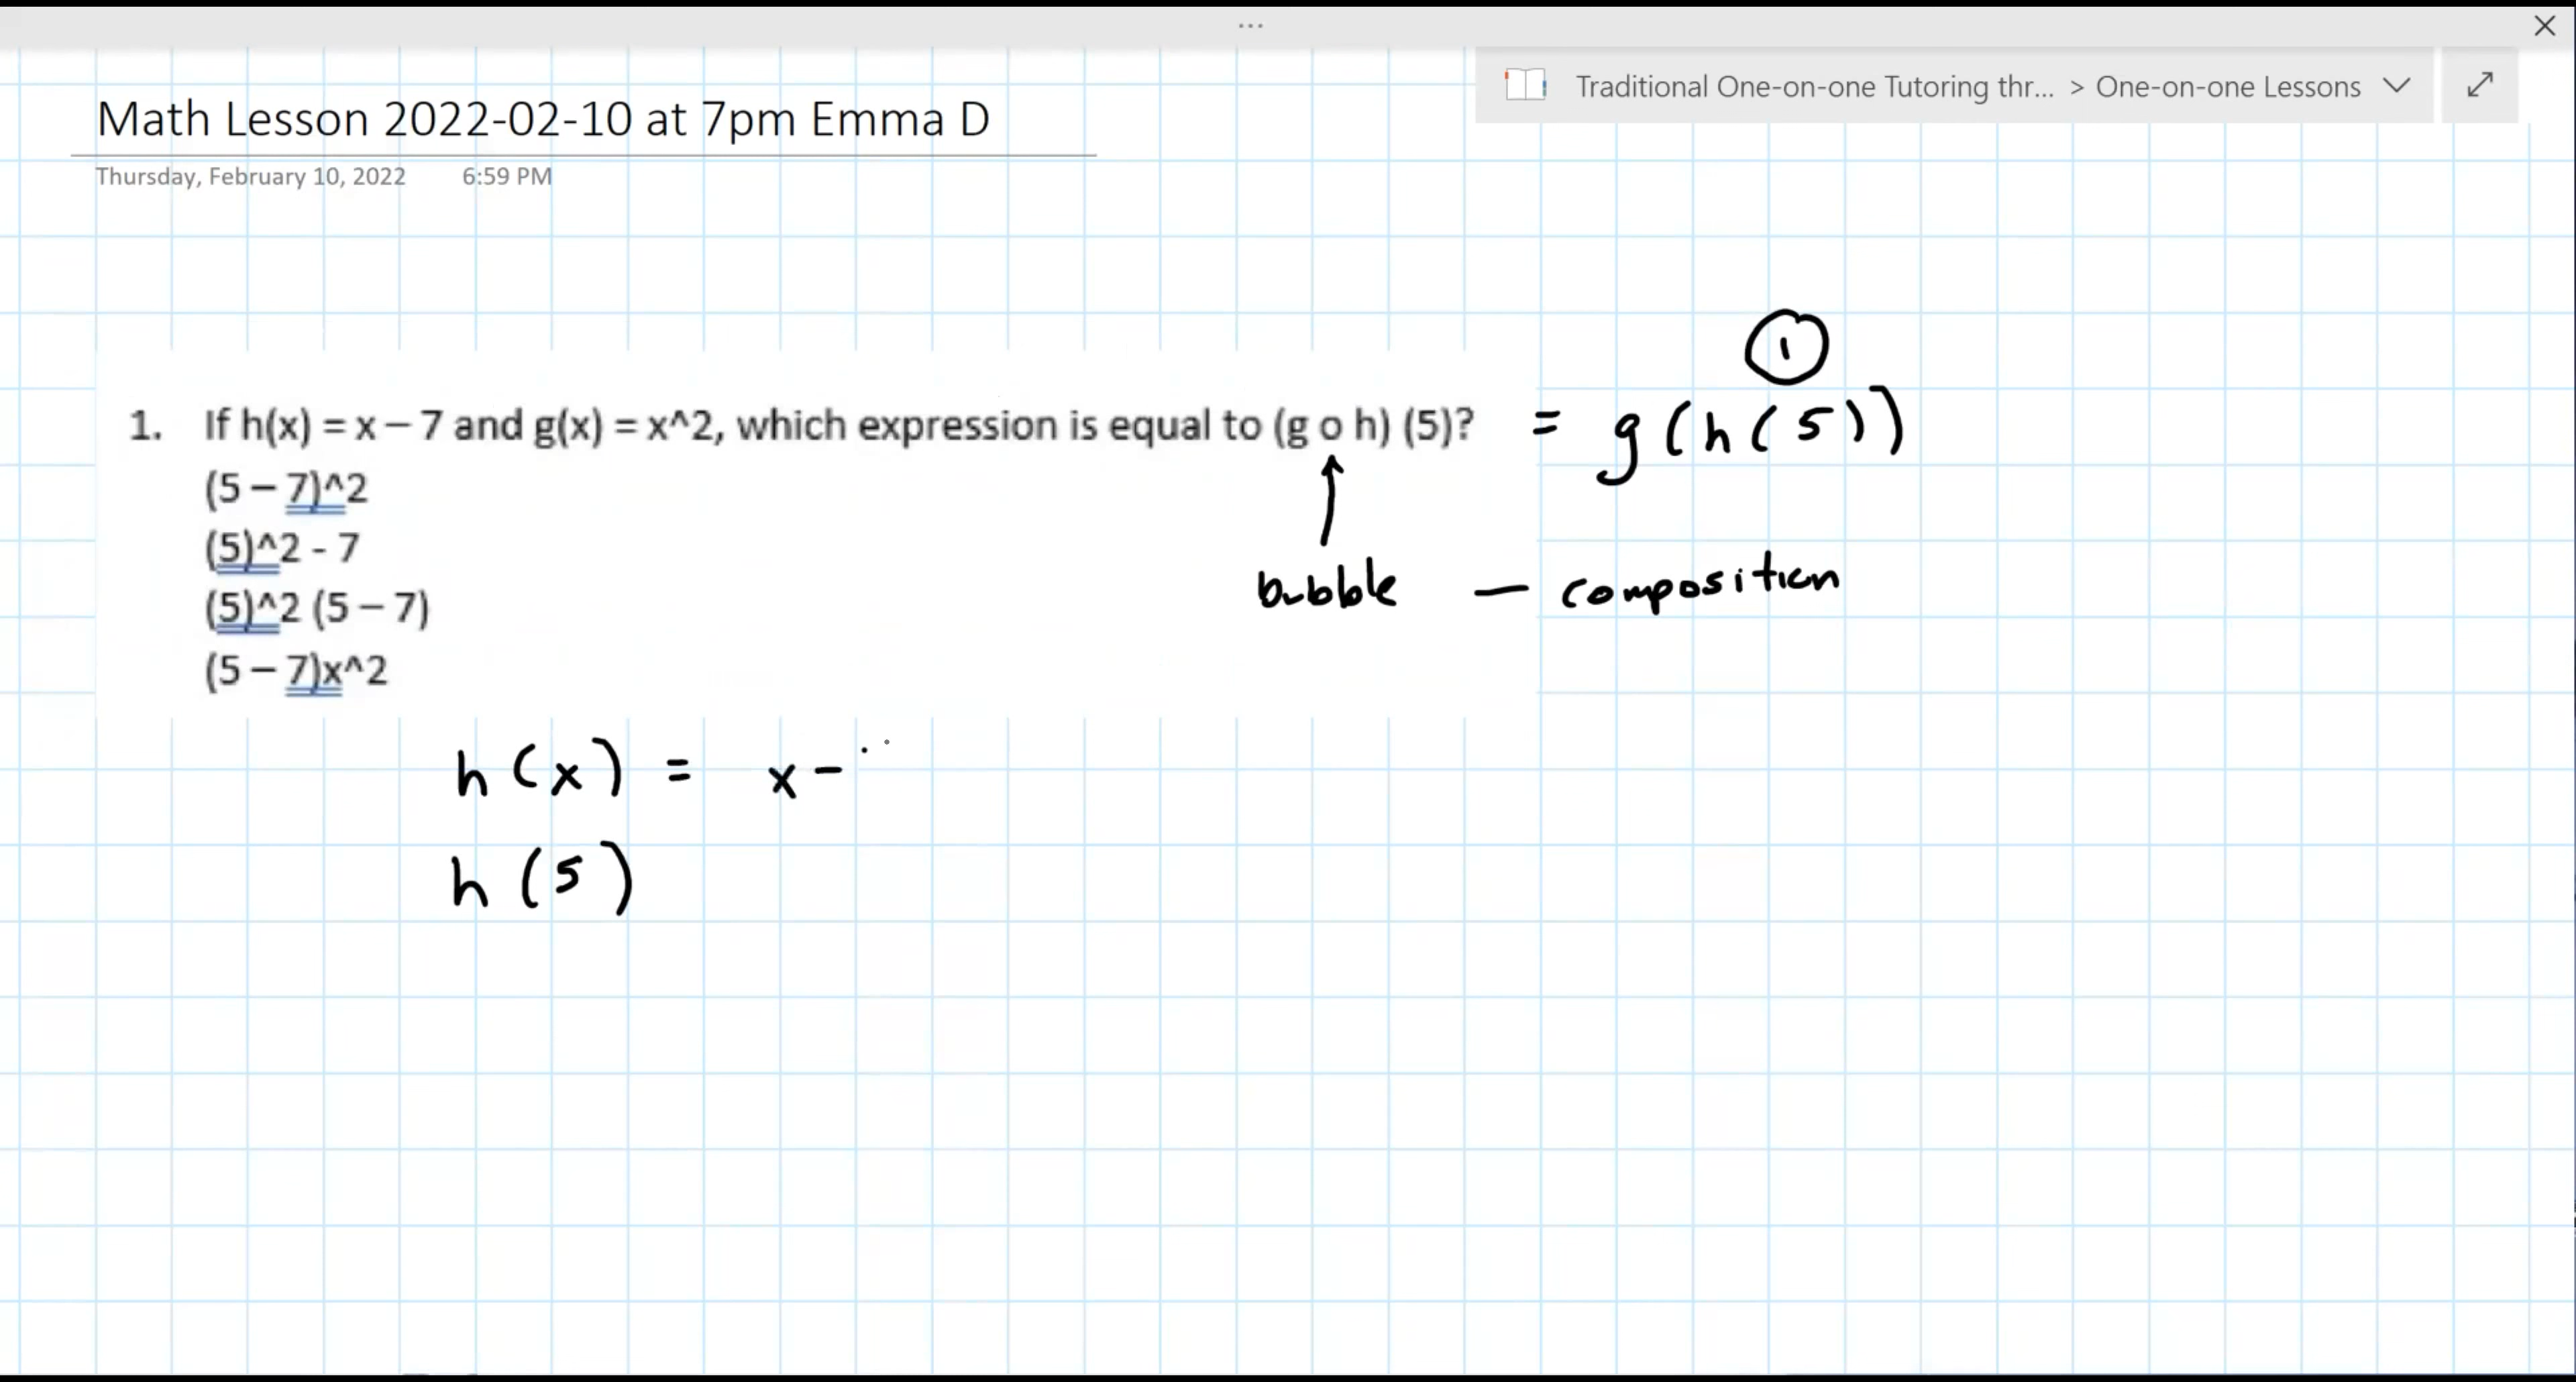 ...
Traditional One-on-one Tutoring thr... > One-on-one Lessons
Math Lesson 2022-02-10 at 7pm Emma D
Thursday, February 10, 2022 6:59 PM
1
1. If h(x) = x – 7 and g(x) = x^2, which expression is equal to (g o h) (5)? = g(h(5))
(5 – 7)^2
(5)^2 - 7
(5)^2 (5 – 7)
(5 – 7)x^2
bubble — composition
h(x) = x -
h(5)